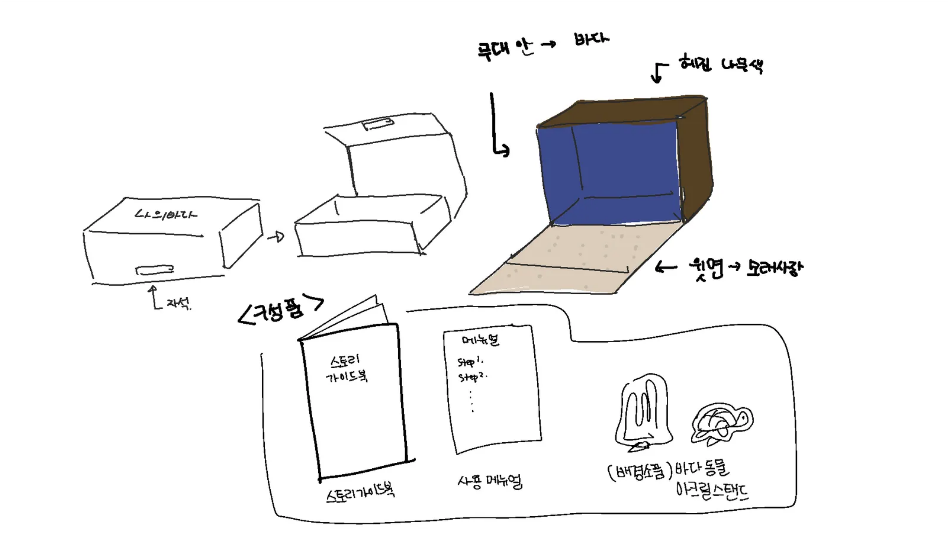 무대 안 → 바다
헤진 나무색
나의바다
자석.
윗면 → 모래사장
<구성품>
스토리
가이드북
메뉴얼
Step 1.
Step 2.
스토리가이드북
사용 메뉴얼
(배경소품) 바다 동물
아크릴스탠드